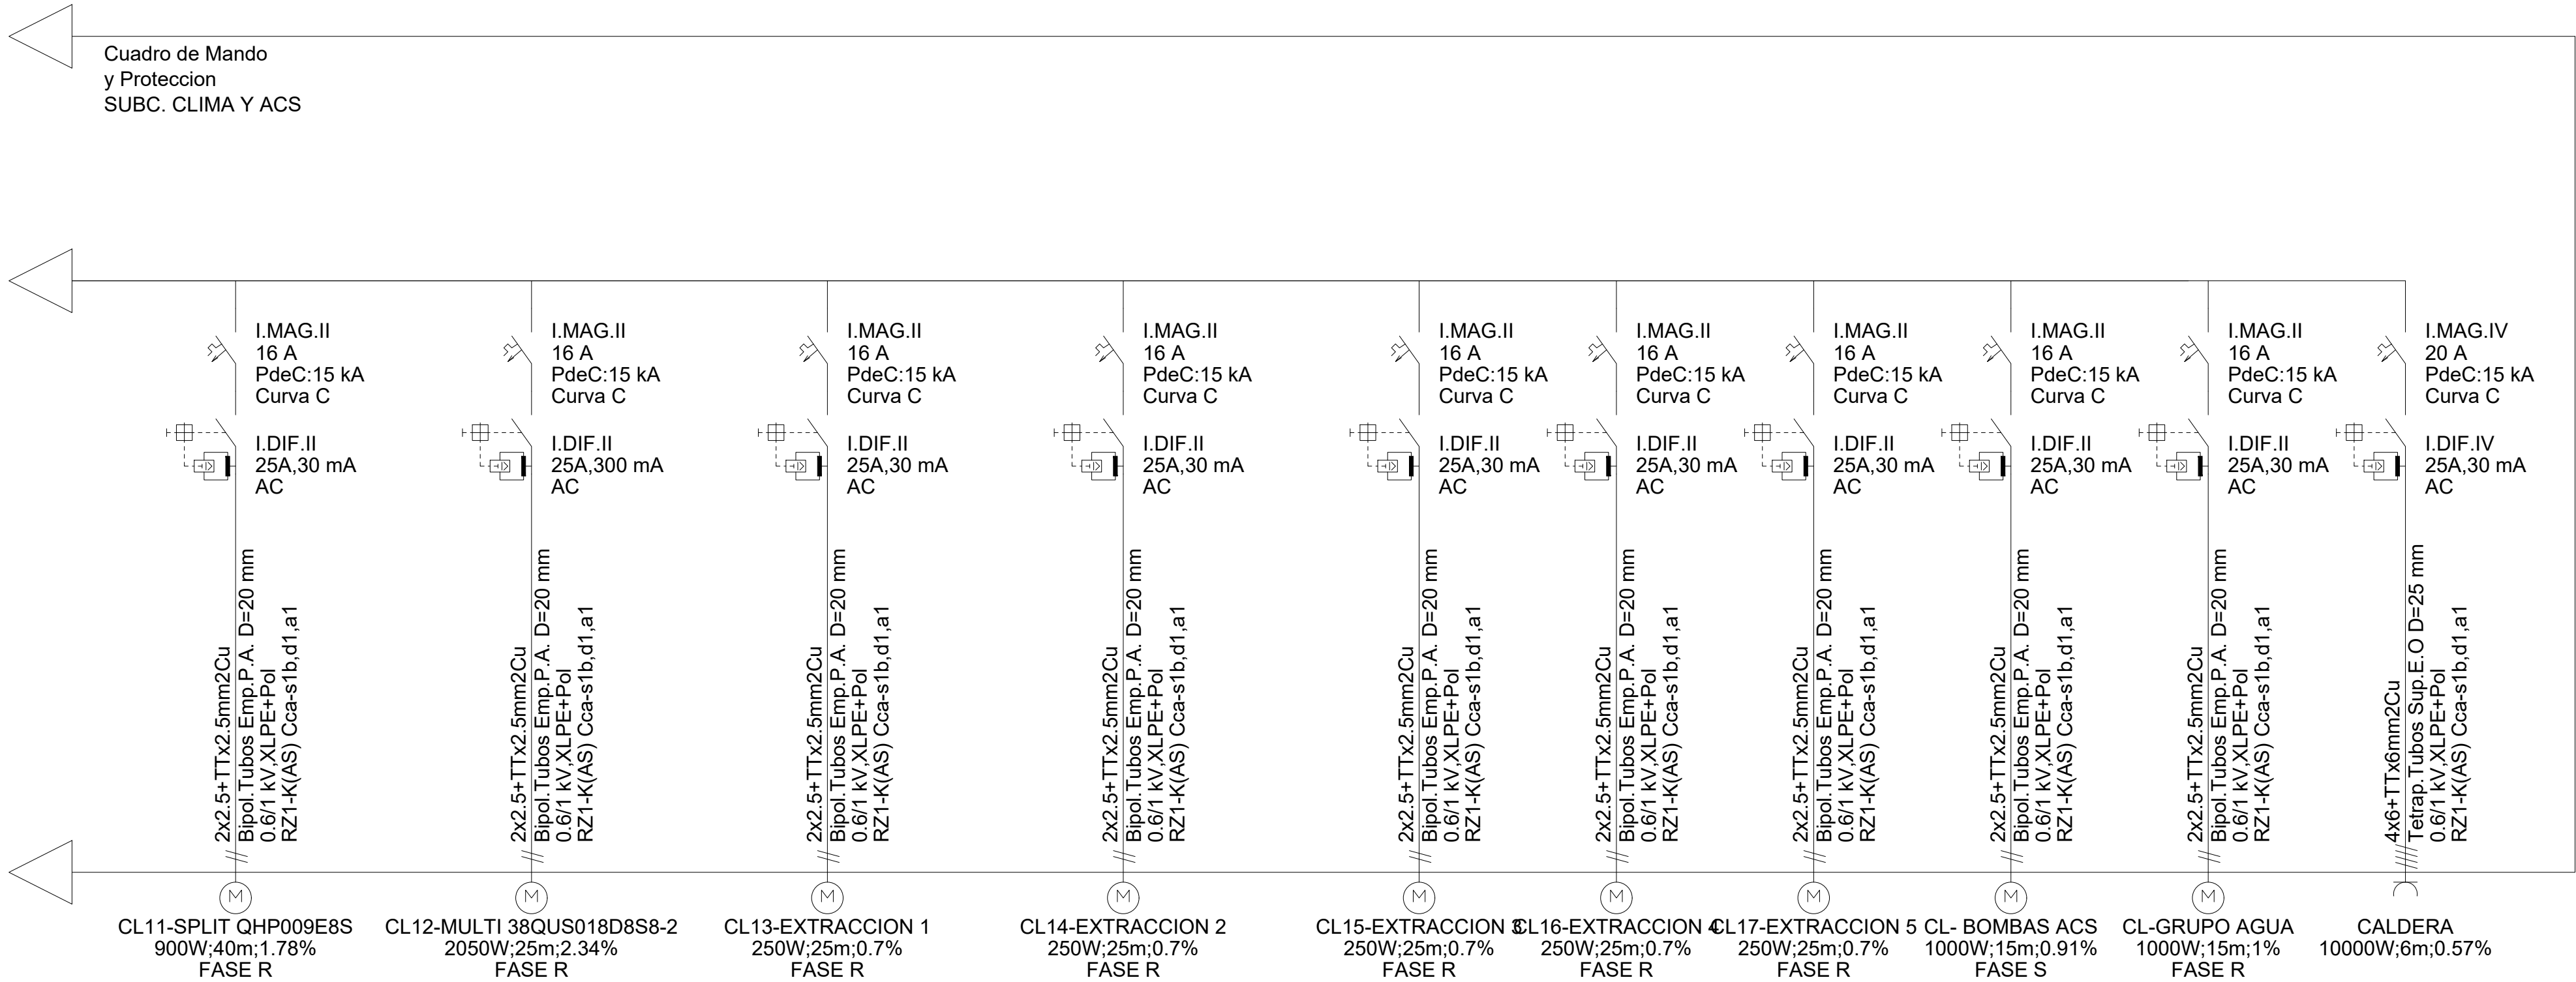 Cuadro de Mando
y Proteccion
SUBC. CLIMA Y ACS
I.MAG.II
16 A
PdeC:15 kA
Curva C
I.DIF.II
25A,30 mA
AC
2x2.5+TTx2.5mm2Cu
Bipol.Tubos Emp.P.A. D=20 mm
0.6/1 kV,XLPE+Pol
RZ1-K(AS) Cca-s1b,d1,a1
M
CL11-SPLIT QHP009E8S
900W;40m;1.78%
FASE R
I.MAG.II
16 A
PdeC:15 kA
Curva C
I.DIF.II
25A,300 mA
AC
2x2.5+TTx2.5mm2Cu
Bipol.Tubos Emp.P.A. D=20 mm
0.6/1 kV,XLPE+Pol
RZ1-K(AS) Cca-s1b,d1,a1
M
CL12-MULTI 38QUS018D8S8-2
2050W;25m;2.34%
FASE R
I.MAG.II
16 A
PdeC:15 kA
Curva C
I.DIF.II
25A,30 mA
AC
2x2.5+TTx2.5mm2Cu
Bipol.Tubos Emp.P.A. D=20 mm
0.6/1 kV,XLPE+Pol
RZ1-K(AS) Cca-s1b,d1,a1
M
CL13-EXTRACCION 1
250W;25m;0.7%
FASE R
I.MAG.II
16 A
PdeC:15 kA
Curva C
I.DIF.II
25A,30 mA
AC
2x2.5+TTx2.5mm2Cu
Bipol.Tubos Emp.P.A. D=20 mm
0.6/1 kV,XLPE+Pol
RZ1-K(AS) Cca-s1b,d1,a1
M
CL14-EXTRACCION 2
250W;25m;0.7%
FASE R
I.MAG.II
16 A
PdeC:15 kA
Curva C
I.DIF.II
25A,30 mA
AC
2x2.5+TTx2.5mm2Cu
Bipol.Tubos Emp.P.A. D=20 mm
0.6/1 kV,XLPE+Pol
RZ1-K(AS) Cca-s1b,d1,a1
M
CL15-EXTRACCION 3
250W;25m;0.7%
FASE R
I.MAG.II
16 A
PdeC:15 kA
Curva C
I.DIF.II
25A,30 mA
AC
2x2.5+TTx2.5mm2Cu
Bipol.Tubos Emp.P.A. D=20 mm
0.6/1 kV,XLPE+Pol
RZ1-K(AS) Cca-s1b,d1,a1
M
CL16-EXTRACCION 4
250W;25m;0.7%
FASE R
I.MAG.II
16 A
PdeC:15 kA
Curva C
I.DIF.II
25A,30 mA
AC
2x2.5+TTx2.5mm2Cu
Bipol.Tubos Emp.P.A. D=20 mm
0.6/1 kV,XLPE+Pol
RZ1-K(AS) Cca-s1b,d1,a1
M
CL17-EXTRACCION 5
250W;25m;0.7%
FASE R
I.MAG.II
16 A
PdeC:15 kA
Curva C
I.DIF.II
25A,30 mA
AC
2x2.5+TTx2.5mm2Cu
Bipol.Tubos Emp.P.A. D=20 mm
0.6/1 kV,XLPE+Pol
RZ1-K(AS) Cca-s1b,d1,a1
M
CL- BOMBAS ACS
1000W;15m;0.91%
FASE S
I.MAG.II
16 A
PdeC:15 kA
Curva C
I.DIF.II
25A,30 mA
AC
2x2.5+TTx2.5mm2Cu
Bipol.Tubos Emp.P.A. D=20 mm
0.6/1 kV,XLPE+Pol
RZ1-K(AS) Cca-s1b,d1,a1
M
CL-GRUPO AGUA
1000W;15m;1%
FASE R
I.MAG.IV
20 A
PdeC:15 kA
Curva C
I.DIF.IV
25A,30 mA
AC
4x6+TTx6mm2Cu
Tetrap.Tubos Sup.E.O D=25 mm
0.6/1 kV,XLPE+Pol
RZ1-K(AS) Cca-s1b,d1,a1
CALDERA
10000W;6m;0.57%